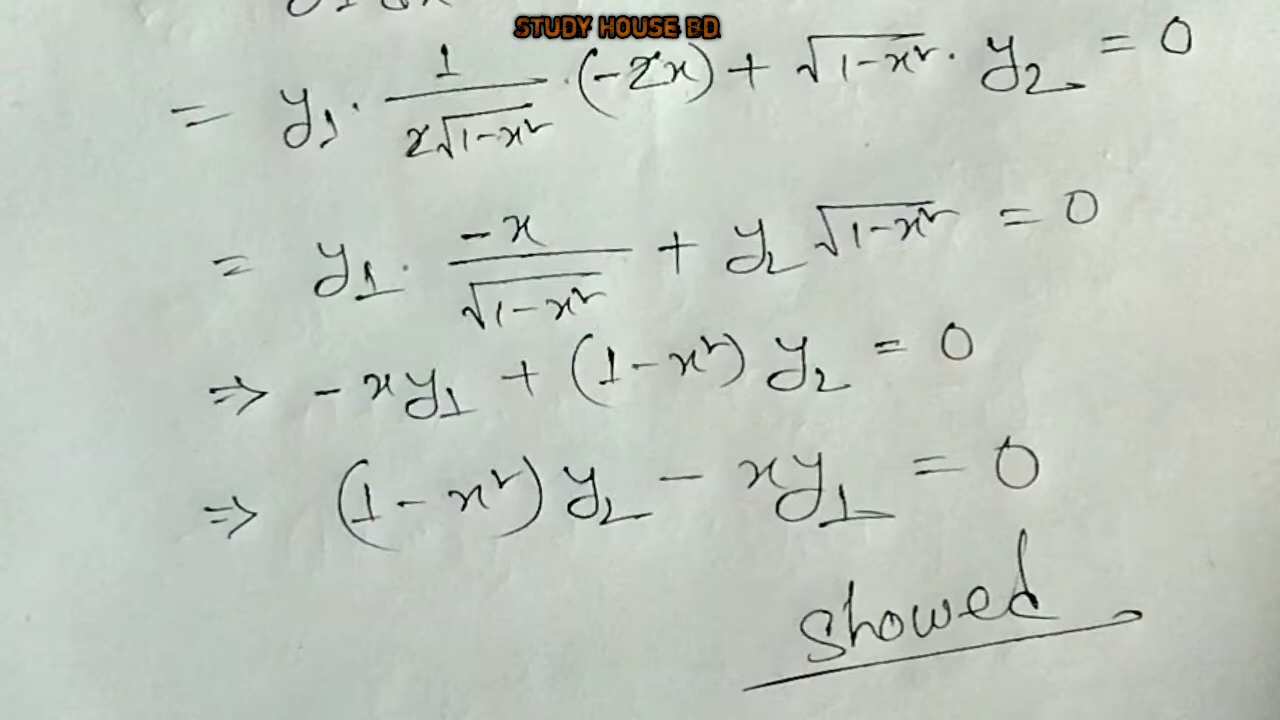 STUDY HOUSE BD
= y₁ · 1/(2√(1-x²)) · (-2x) + √(1-x²) · y₂ = 0
= y₁ · -x/√(1-x²) + y₂ √(1-x²) = 0
⇒ -xy₁ + (1-x²) y₂ = 0
⇒ (1-x²) y₂ - xy₁ = 0
Showed